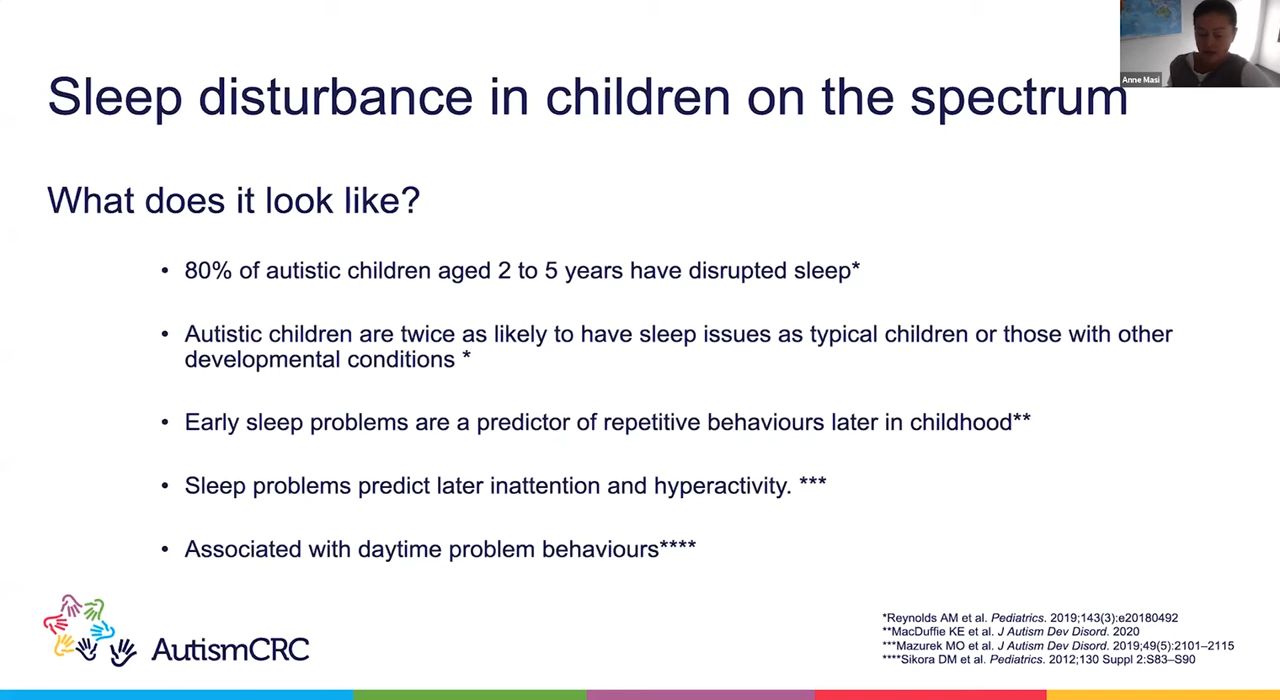 Anne Masi
Sleep disturbance in children on the spectrum
What does it look like?
• 80% of autistic children aged 2 to 5 years have disrupted sleep*
• Autistic children are twice as likely to have sleep issues as typical children or those with other
developmental conditions *
• Early sleep problems are a predictor of repetitive behaviours later in childhood**
• Sleep problems predict later inattention and hyperactivity. ***
• Associated with daytime problem behaviours****
AutismCRC
*Reynolds AM et al. Pediatrics. 2019;143(3):e20180492
**MacDuffie KE et al. J Autism Dev Disord. 2020
***Mazurek MO et al. J Autism Dev Disord. 2019;49(5):2101–2115
****Sikora DM et al. Pediatrics. 2012;130 Suppl 2:S83–S90